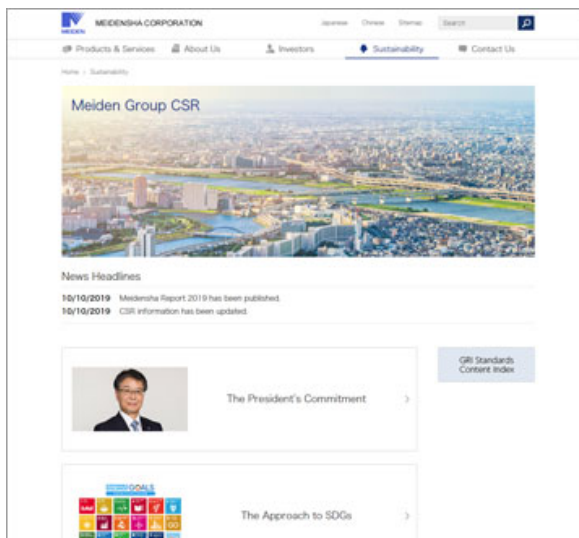 MEIDEN
MEIDENSHA CORPORATION
Japanese Chinese Sitemap Search
Products & Services About Us Investors Sustainability Contact Us
Home > Sustainability
Meiden Group CSR
News Headlines
10/10/2019 Meidensha Report 2019 has been published.
10/10/2019 CSR information has been updated.
The President's Commitment >
GRI Standards
Content Index
GOALS
The Approach to SDGs >